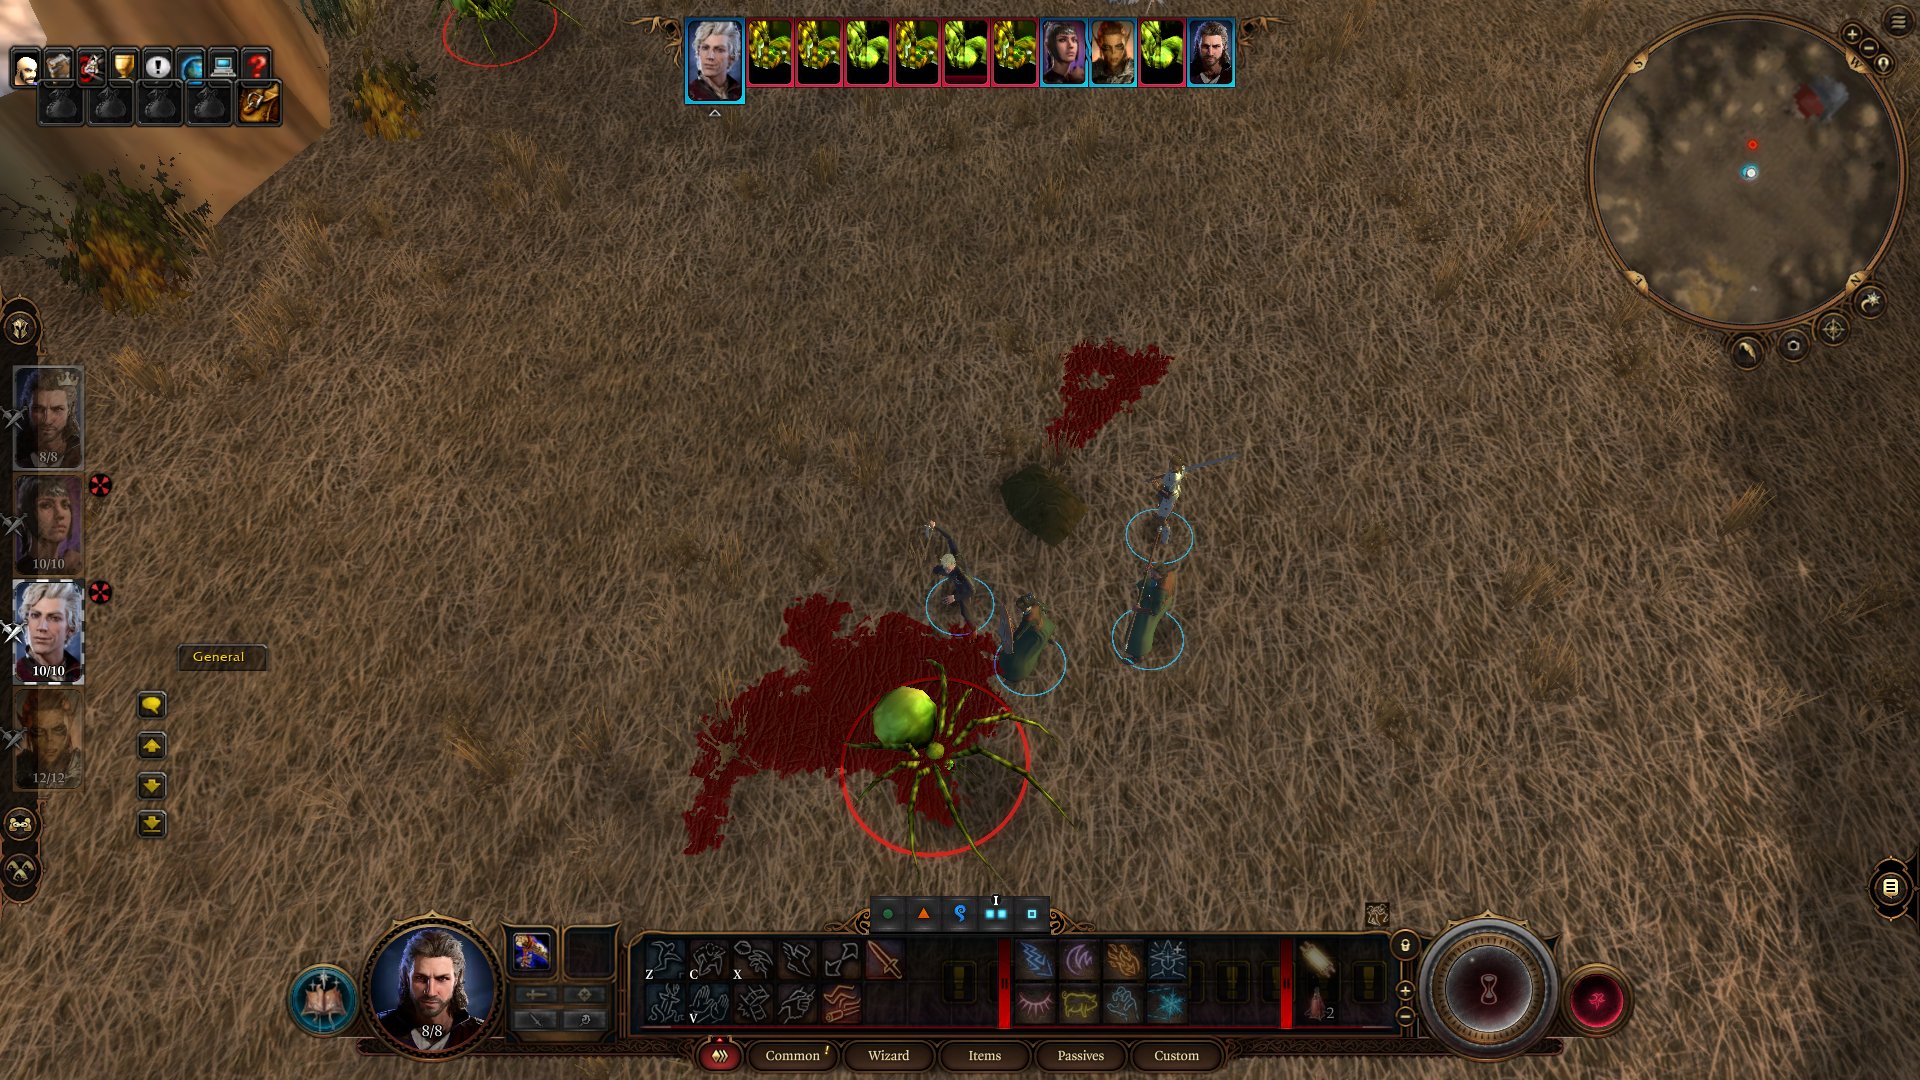 S
W
N
8/8
10/10
General
10/10
12/12
I
Z
C
X
V
2
8/8
Common !
Wizard
Items
Passives
Custom